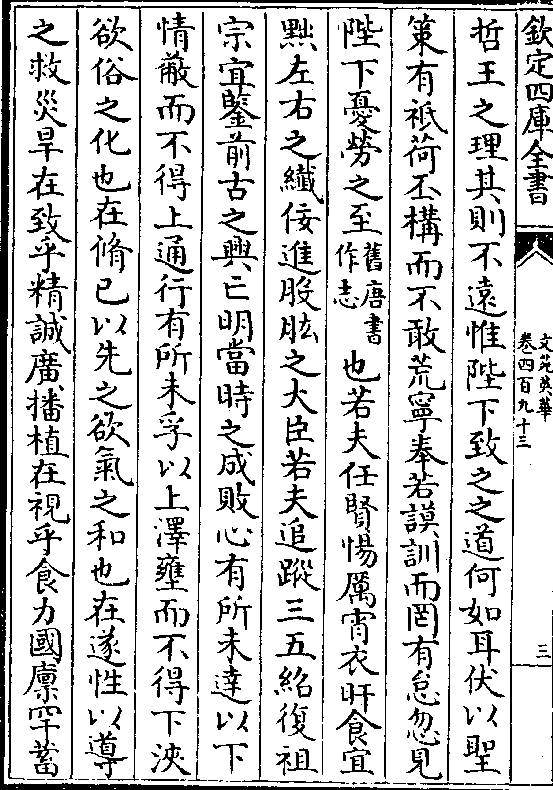 欽定四庫全書
文苑英華
卷四百九十三
三
哲王之理其則不遠惟陛下致之之道何如耳伏以聖
策有祗荷丕構而不敢荒寧奉若謨訓而罔有怠忽見
陛下憂勞之至舊唐書作志也若夫任賢惕厲宵衣旰食宜
黜左右之纖佞進股肱之大臣若夫追蹤三五紹復祖
宗宜鑒前古之興亡明當時之成敗心有所未達以下
情蔽而不得上通行有所未孚以上澤壅而不得下浹
欲俗之化也在脩已以先之欲氣之和也在遂性以導
之救災旱在致乎精誠廣播植在視乎食力國廩罕蓄